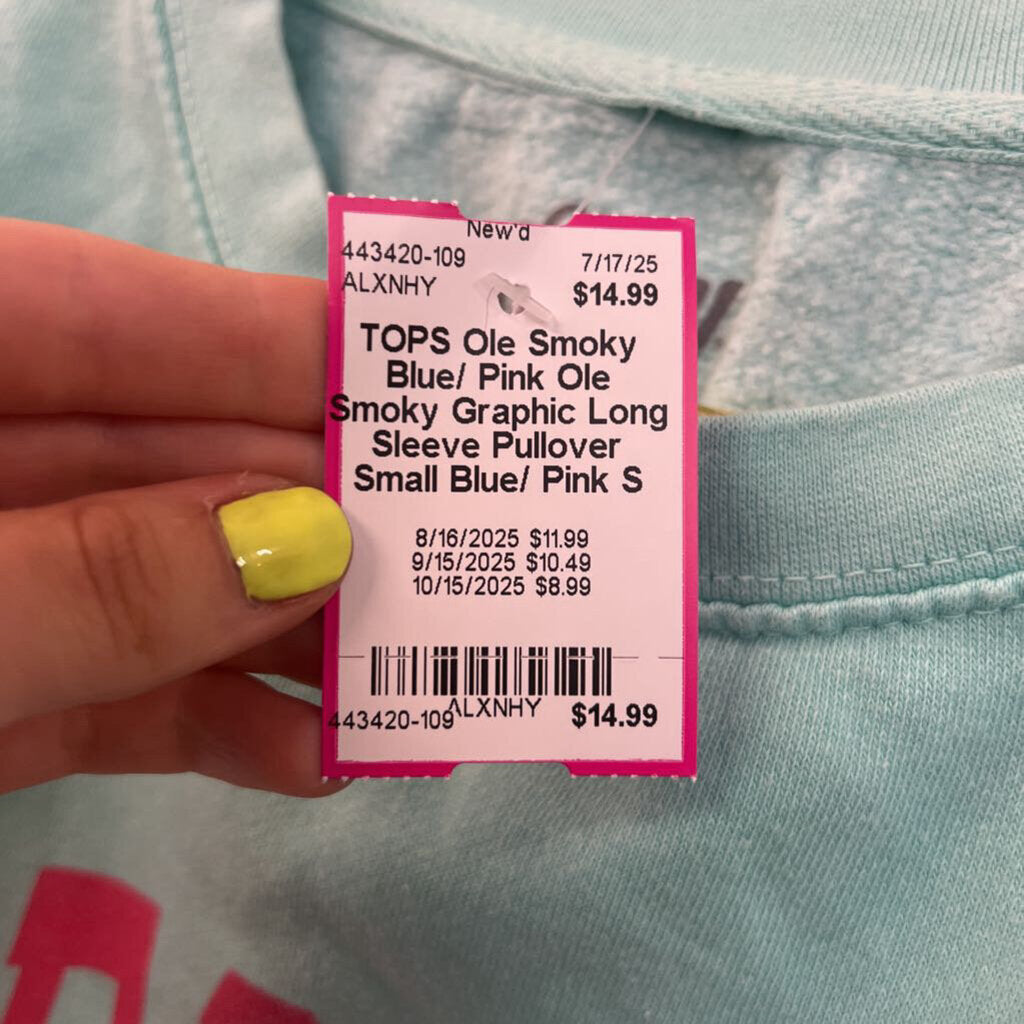 New'd
443420-109 7/17/25
ALXNHY $14.99
TOPS Ole Smoky
Blue/ Pink Ole
Smoky Graphic Long
Sleeve Pullover
Small Blue/ Pink S
8/16/2025 $11.99
9/15/2025 $10.49
10/15/2025 $8.99
443420-109 ALXNHY $14.99